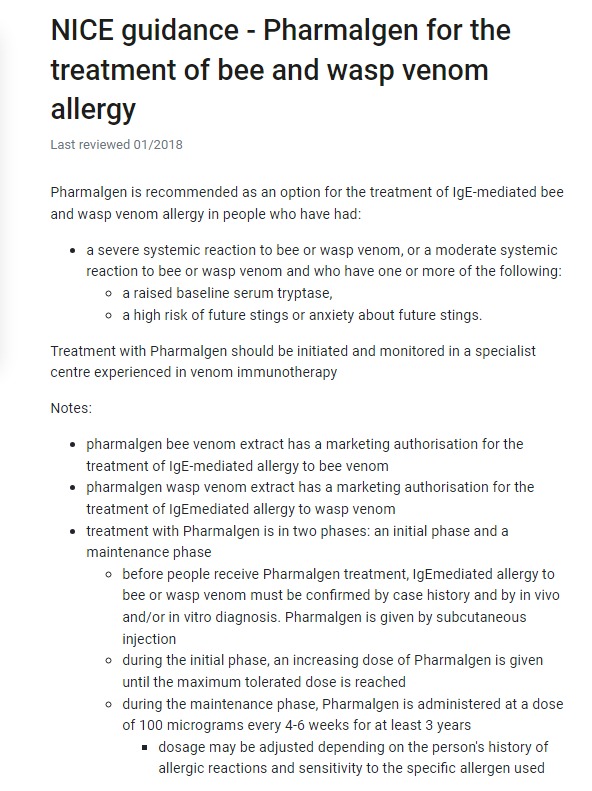 NICE guidance - Pharmalgen for the
treatment of bee and wasp venom
allergy
Last reviewed 01/2018
Pharmalgen is recommended as an option for the treatment of IgE-mediated bee
and wasp venom allergy in people who have had:
• a severe systemic reaction to bee or wasp venom, or a moderate systemic
reaction to bee or wasp venom and who have one or more of the following:
◦ a raised baseline serum tryptase,
◦ a high risk of future stings or anxiety about future stings.
Treatment with Pharmalgen should be initiated and monitored in a specialist
centre experienced in venom immunotherapy
Notes:
• pharmalgen bee venom extract has a marketing authorisation for the
treatment of IgE-mediated allergy to bee venom
• pharmalgen wasp venom extract has a marketing authorisation for the
treatment of IgEmediated allergy to wasp venom
• treatment with Pharmalgen is in two phases: an initial phase and a
maintenance phase
◦ before people receive Pharmalgen treatment, IgEmediated allergy to
bee or wasp venom must be confirmed by case history and by in vivo
and/or in vitro diagnosis. Pharmalgen is given by subcutaneous
injection
◦ during the initial phase, an increasing dose of Pharmalgen is given
until the maximum tolerated dose is reached
◦ during the maintenance phase, Pharmalgen is administered at a dose
of 100 micrograms every 4-6 weeks for at least 3 years
▪ dosage may be adjusted depending on the person's history of
allergic reactions and sensitivity to the specific allergen used